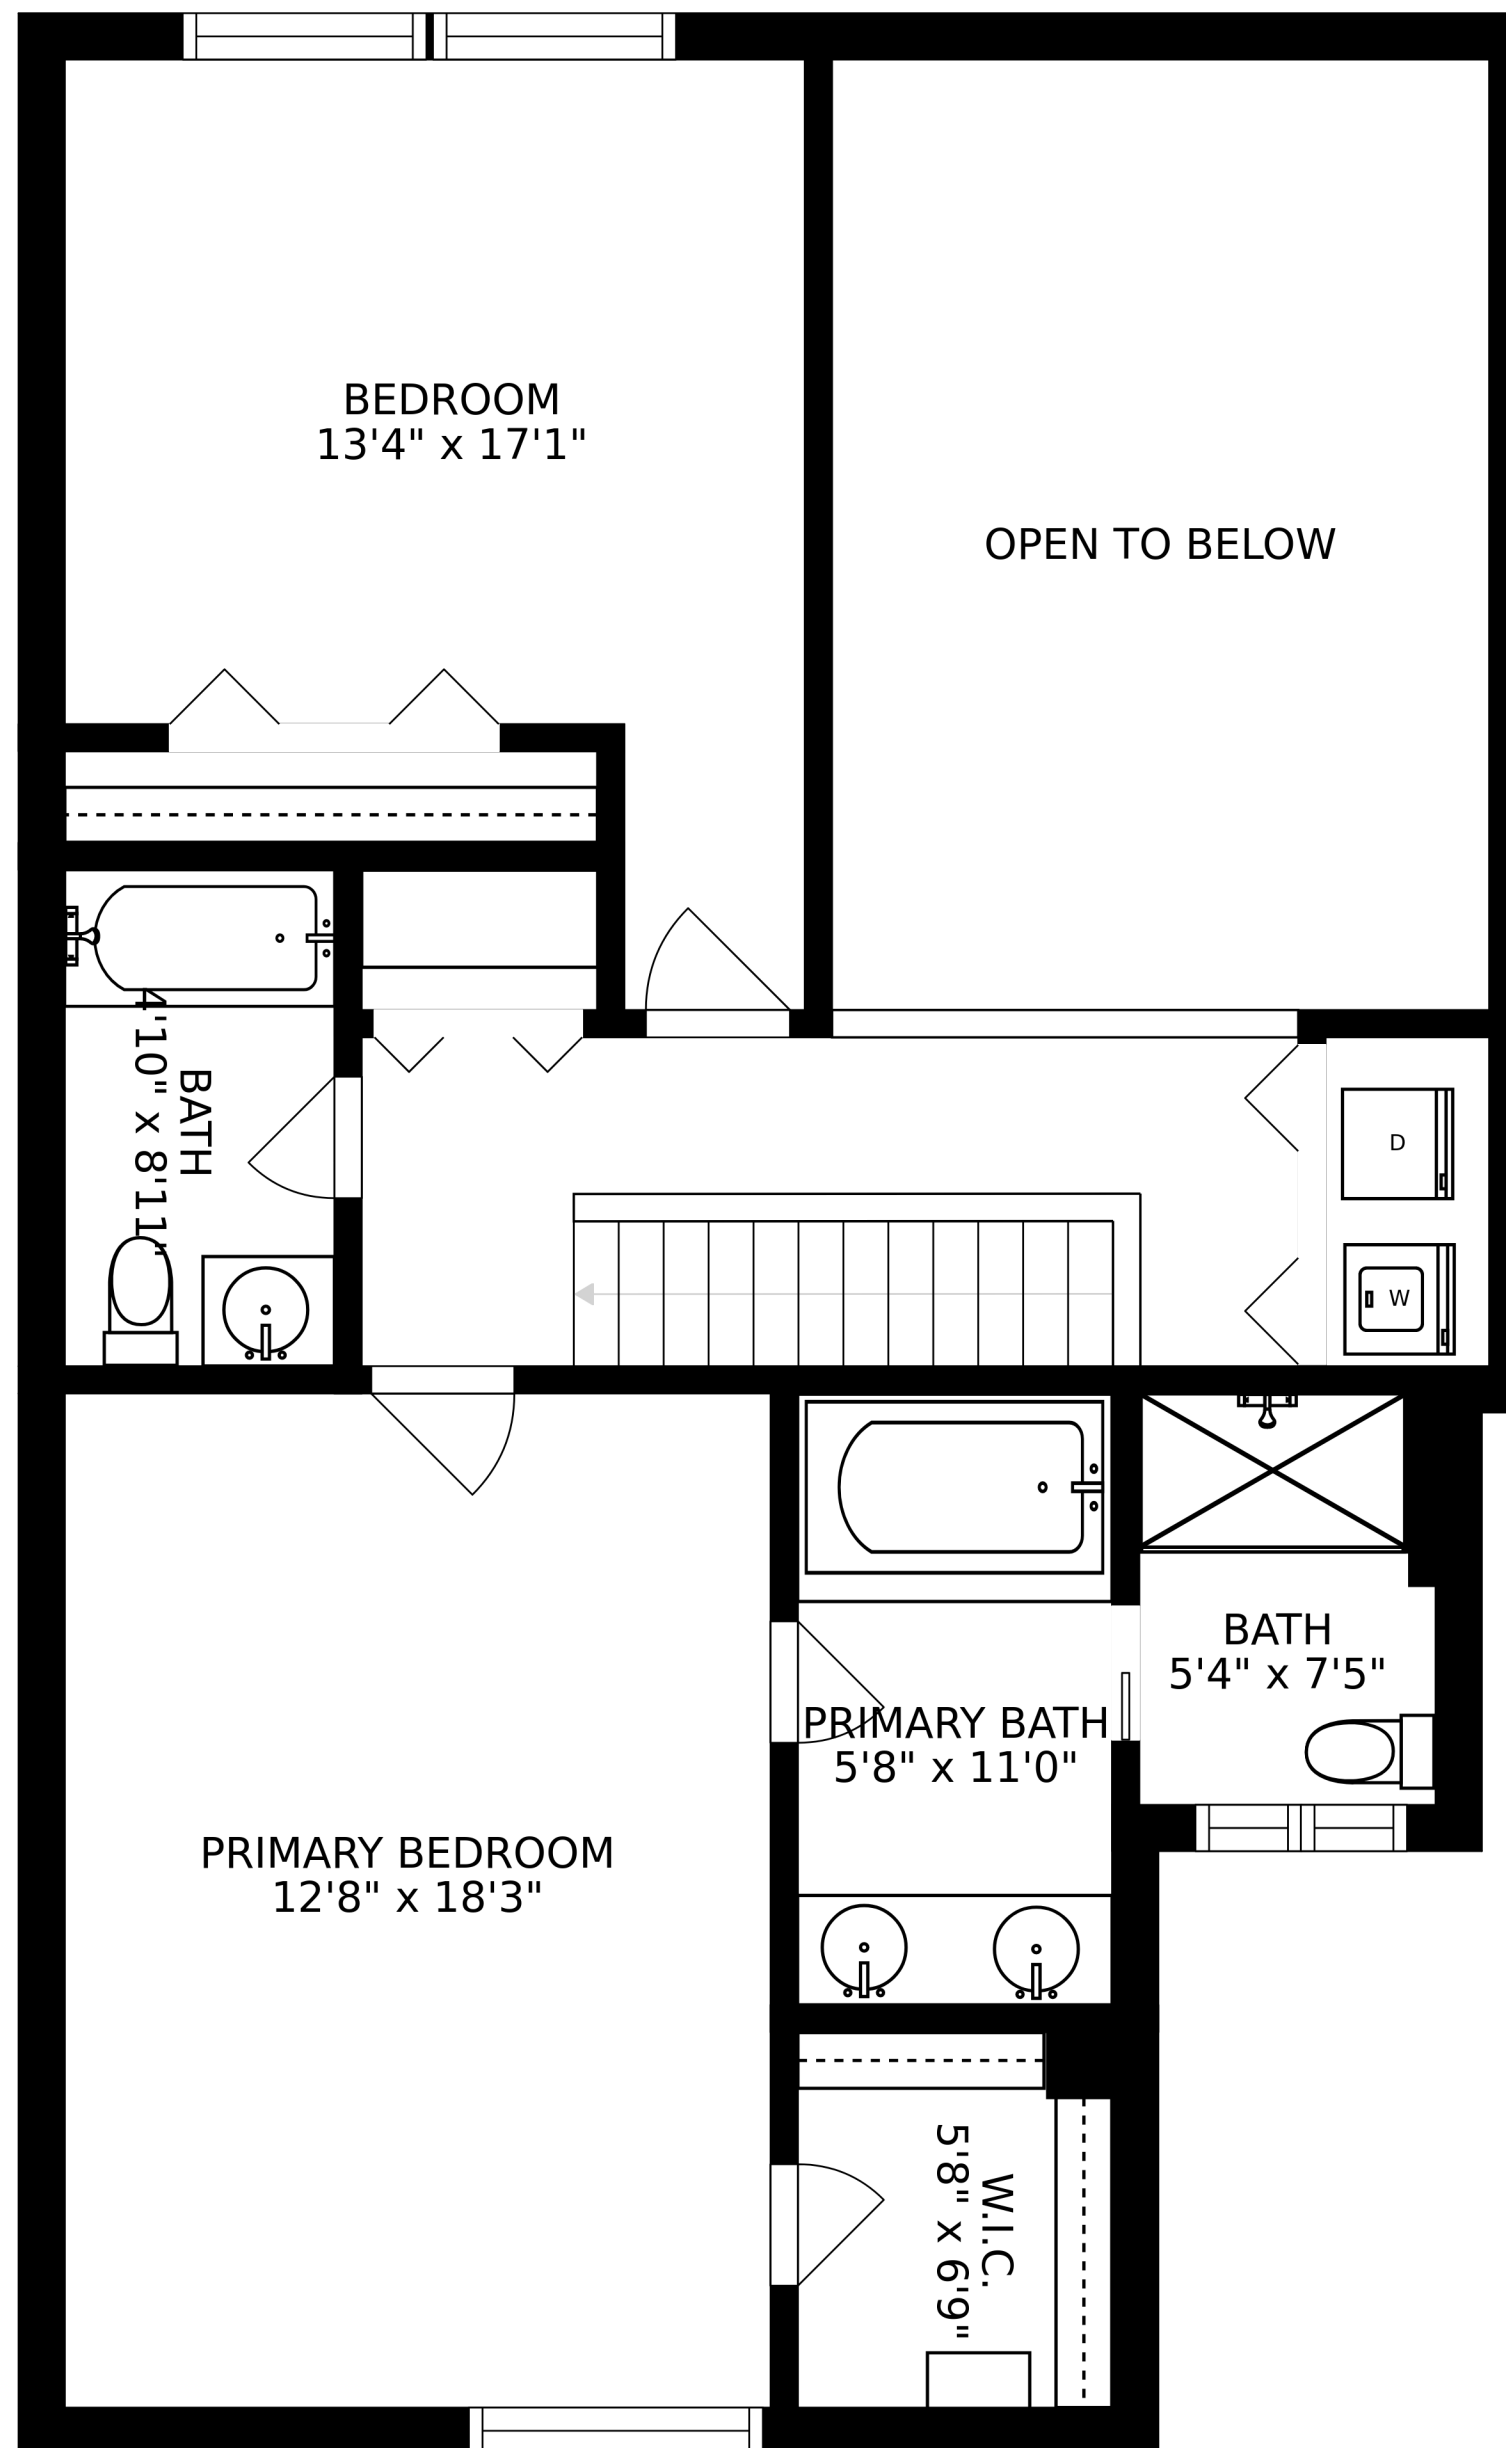 BEDROOM
13'4" x 17'1"
OPEN TO BELOW
BATH
4'10" x 8'11"
D
W
BATH
5'4" x 7'5"
PRIMARY BATH
5'8" x 11'0"
PRIMARY BEDROOM
12'8" x 18'3"
W.I.C.
5'8" x 6'9"